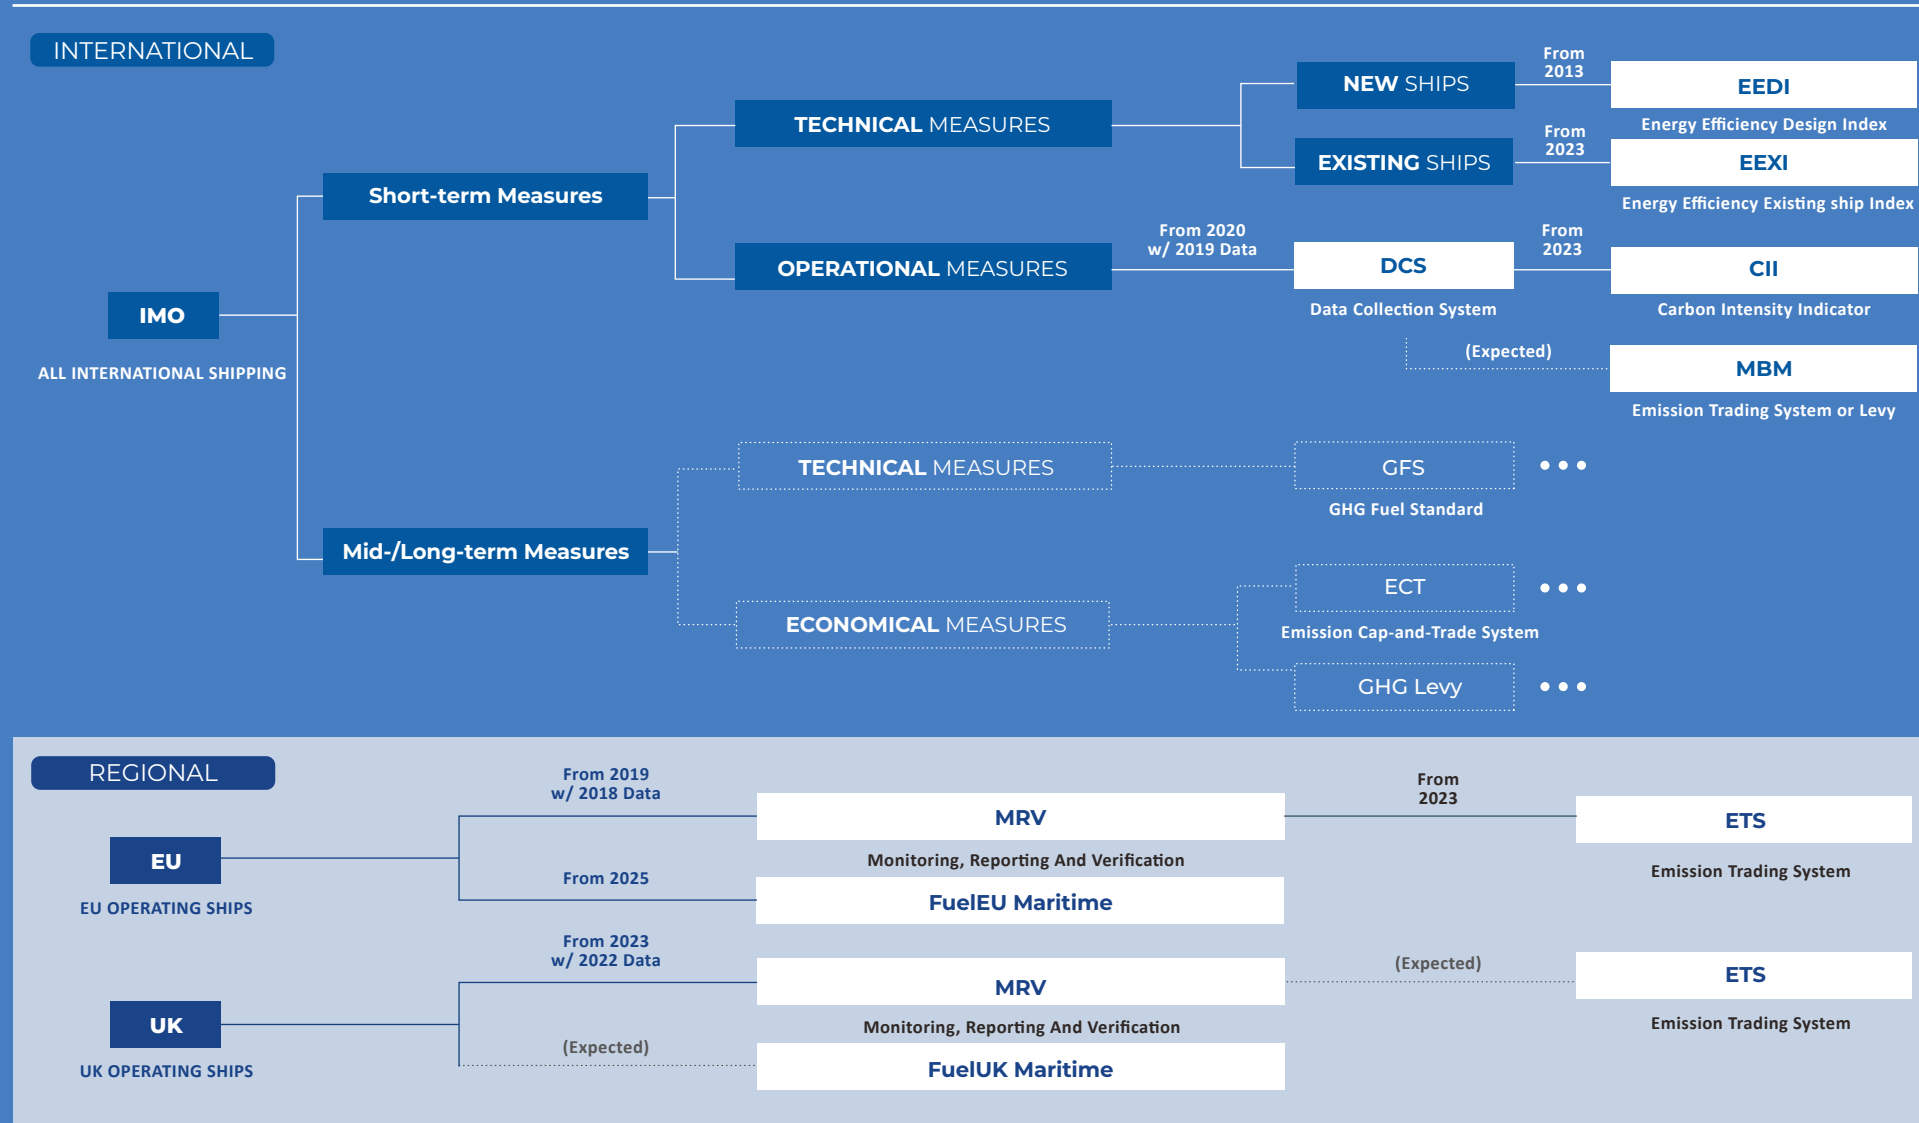 INTERNATIONAL
IMO
ALL INTERNATIONAL SHIPPING
Short-term Measures
TECHNICAL MEASURES
NEW SHIPS
From
2013
EEDI
Energy Efficiency Design Index
EXISTING SHIPS
From
2023
EEXI
Energy Efficiency Existing ship Index
OPERATIONAL MEASURES
From 2020
w/ 2019 Data
DCS
Data Collection System
From
2023
CII
Carbon Intensity Indicator
(Expected)
MBM
Emission Trading System or Levy
Mid-/Long-term Measures
TECHNICAL MEASURES
GFS
GHG Fuel Standard
ECONOMICAL MEASURES
ECT
Emission Cap-and-Trade System
GHG Levy
REGIONAL
EU
EU OPERATING SHIPS
From 2019
w/ 2018 Data
MRV
Monitoring, Reporting And Verification
From
2023
ETS
Emission Trading System
From 2025
FuelEU Maritime
UK
UK OPERATING SHIPS
From 2023
w/ 2022 Data
MRV
Monitoring, Reporting And Verification
(Expected)
ETS
Emission Trading System
(Expected)
FuelUK Maritime